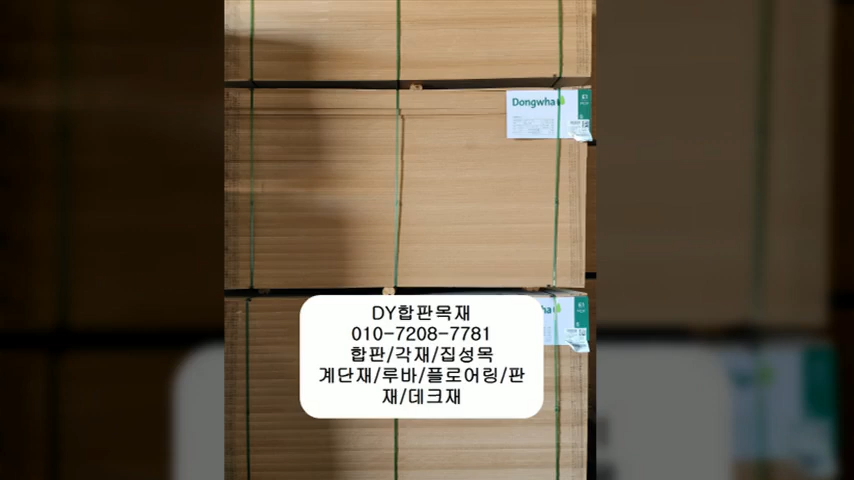 Dongwha
E1
DY합판목재
010-7208-7781
합판/각재/집성목
계단재/루바/플로어링/판
재/데크재